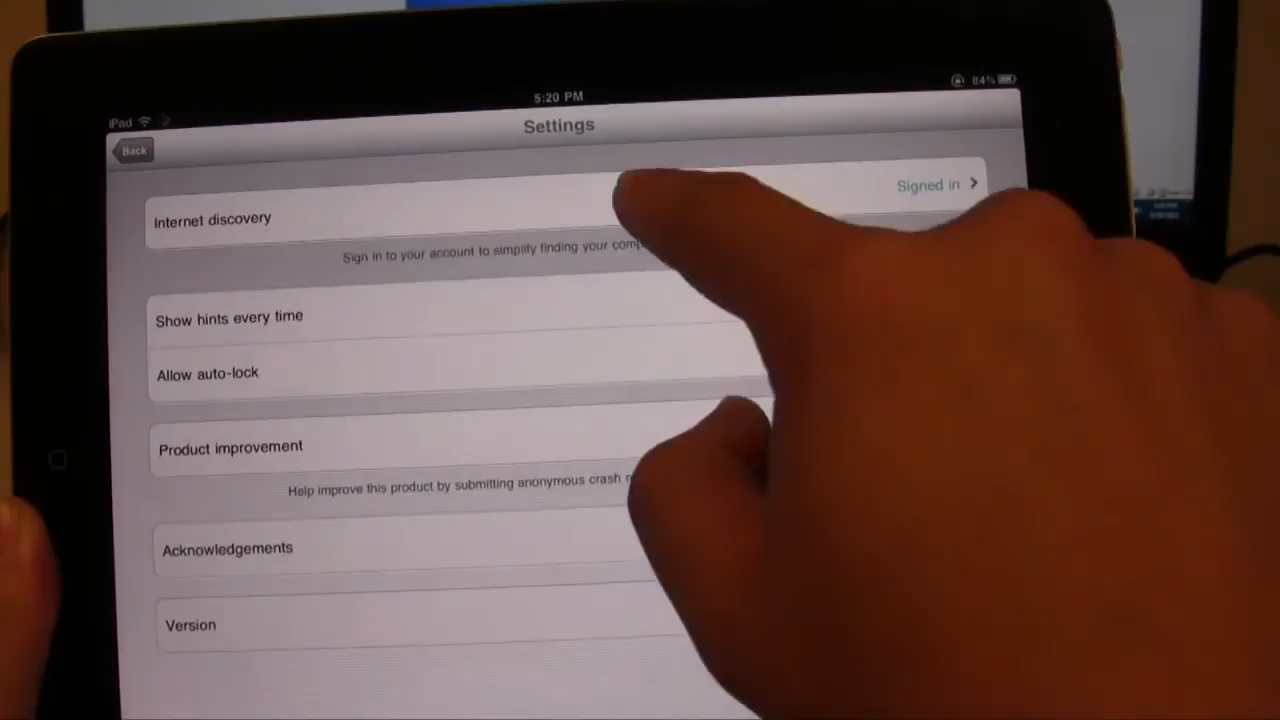 iPad
5:20 PM
84%
Back
Settings
Internet discovery
Signed in
Sign in to your account to simplify finding your
Show hints every time
Allow auto-lock
Product improvement
Help improve this product by submitting anonymous crash
Acknowledgements
Version